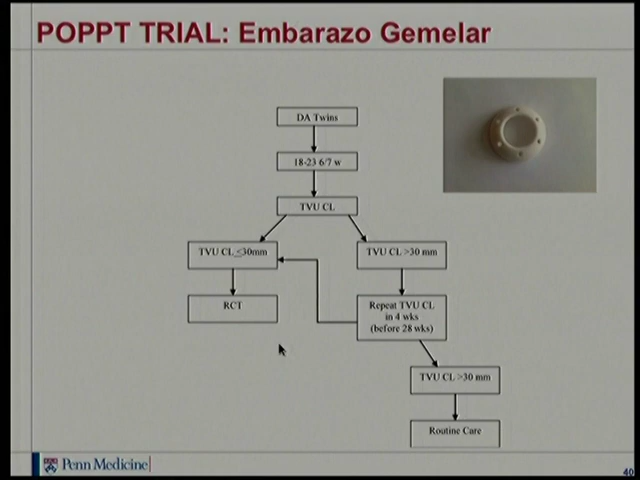 POPPT TRIAL: Embarazo Gemelar
DA Twins
18-23 6/7 w
TVU CL
TVU CL ≤30mm
TVU CL >30 mm
RCT
Repeat TVU CL
in 4 wks
(before 28 wks)
TVU CL >30 mm
Routine Care
Penn Medicine
40